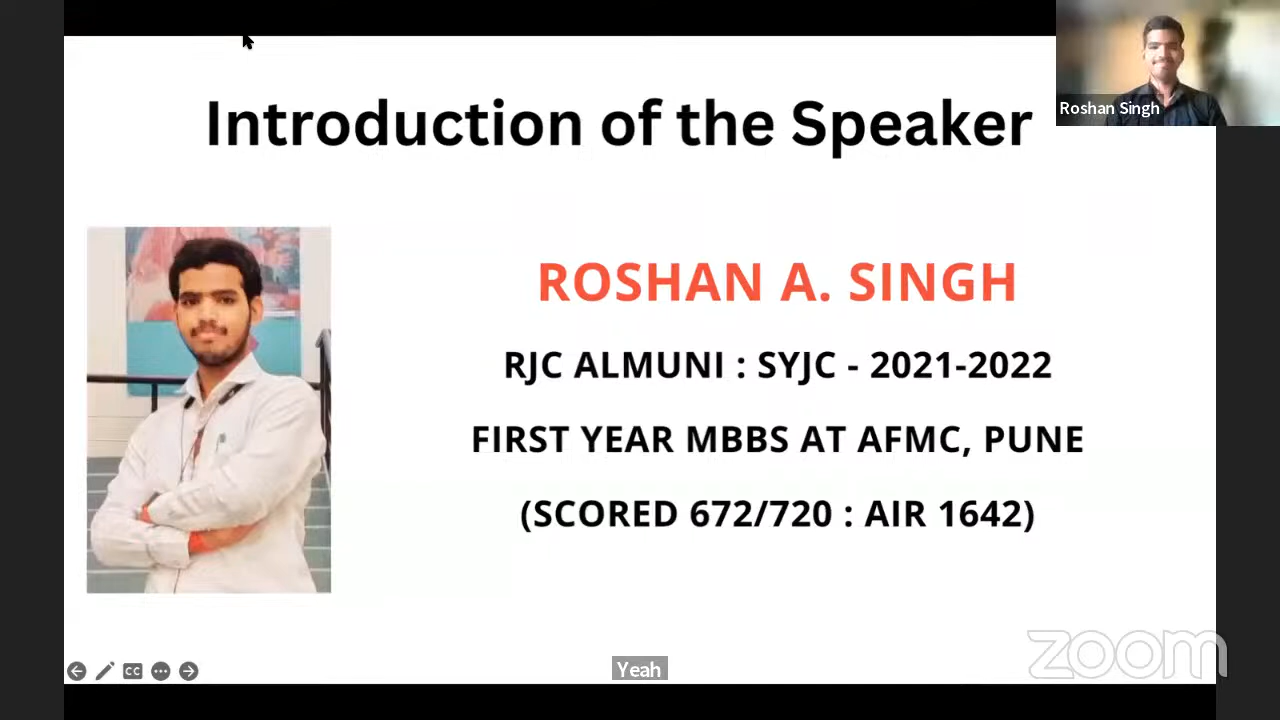 Introduction of the Speaker
Roshan Singh
ROSHAN A. SINGH
RJC ALMUNI : SYJC - 2021-2022
FIRST YEAR MBBS AT AFMC, PUNE
(SCORED 672/720 : AIR 1642)
CC
Yeah
zoom